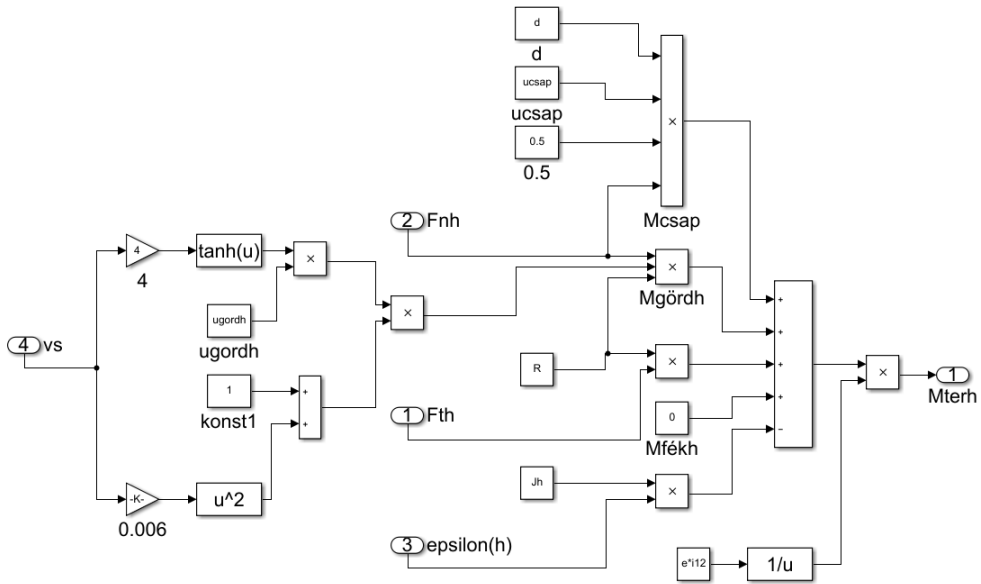 d
d
ucsap
ucsap
0.5
0.5
×
Mcsap
2 Fnh
4
4
tanh(u)
×
ugordh
ugordh
×
×
Mgördh
4 vs
1
konst1
+
+
R
×
1 Fth
0
Mfékh
+
+
+
+
−
×
1
Mterh
-K-
0.006
u^2
Jh
×
3 epsilon(h)
e*i12
1/u